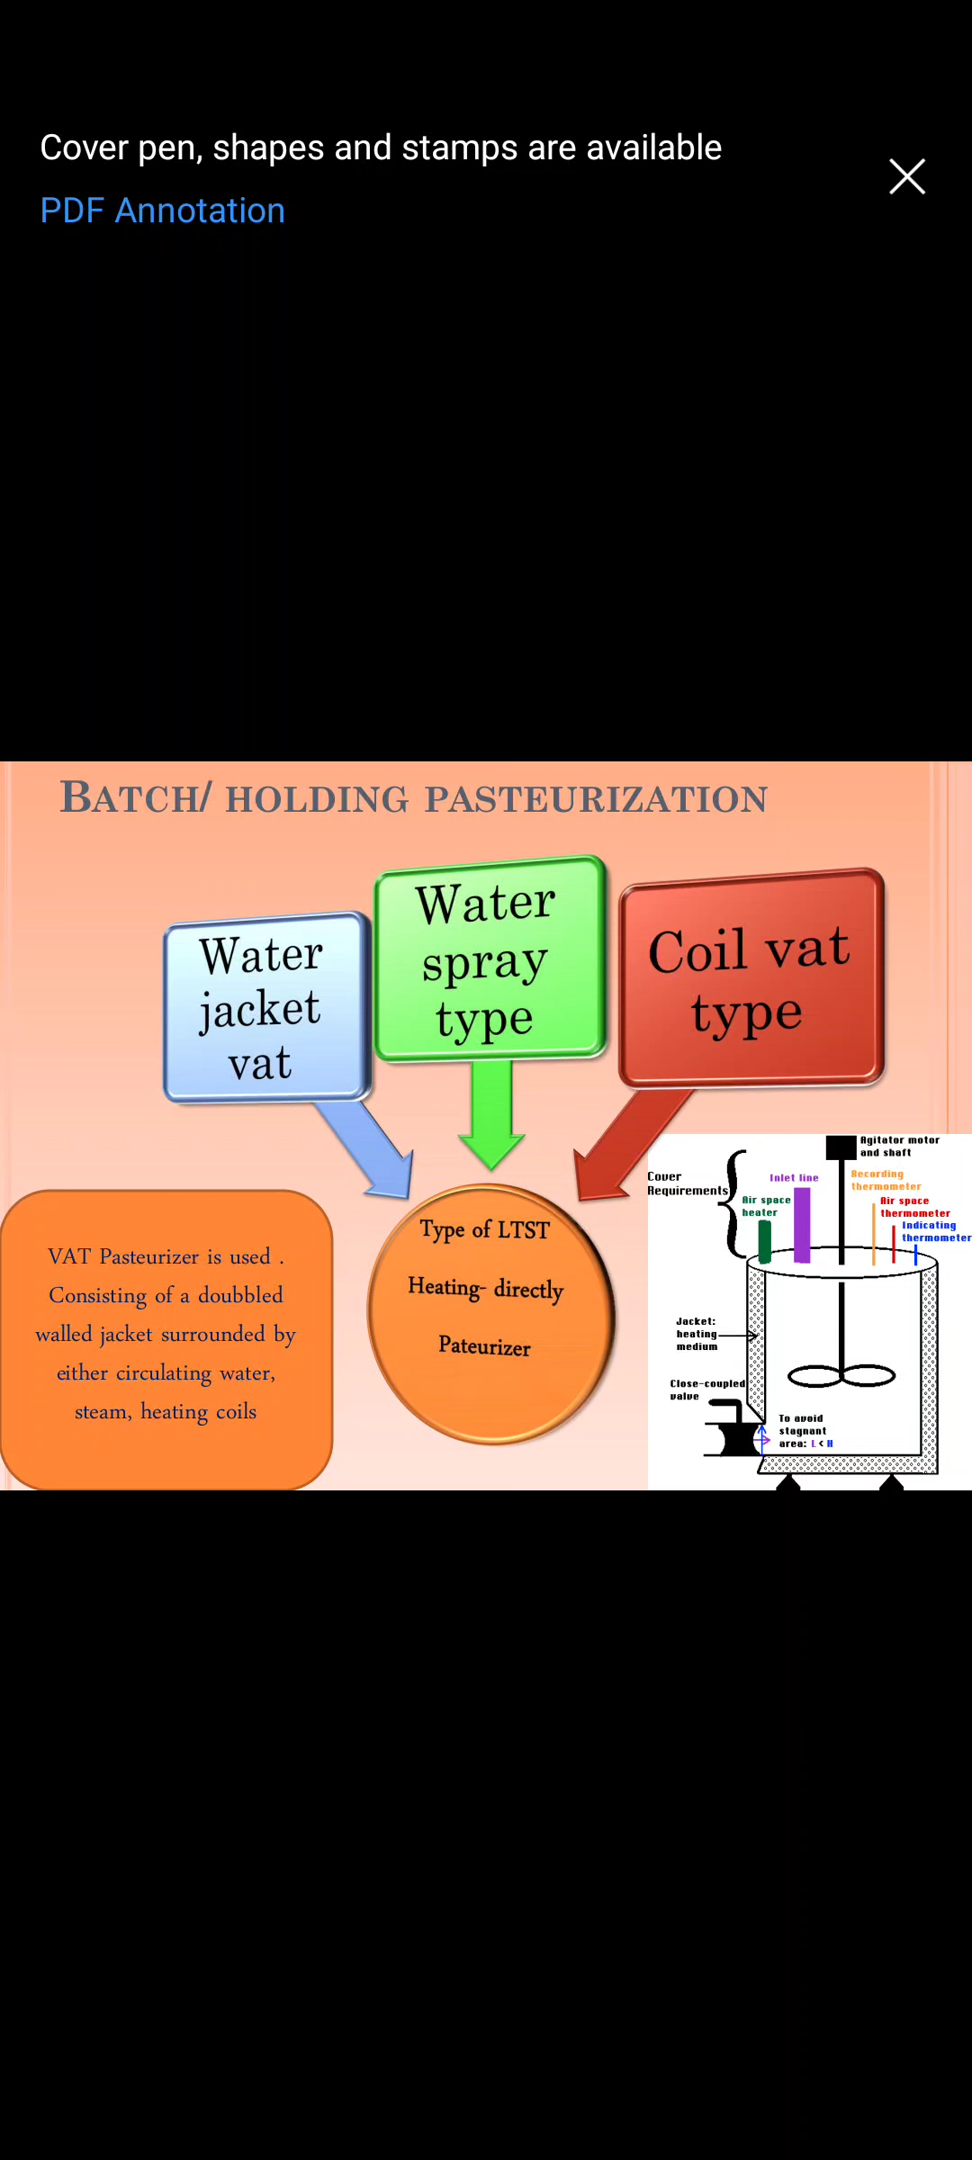 Cover pen, shapes and stamps are available
PDF Annotation
BATCH/ HOLDING PASTEURIZATION
Water
jacket
vat
Water
spray
type
Coil vat
type
Type of LTST
Heating- directly
Pateurizer
VAT Pasteurizer is used .
Consisting of a doubbled
walled jacket surrounded by
either circulating water,
steam, heating coils
Agitator motor
and shaft
Cover
Requirements
Inlet line
Recording
thermometer
Air space
heater
Air space
thermometer
Indicating
thermometer
Jacket:
heating
medium
Close-coupled
valve
To avoid
stagnant
area: L < H